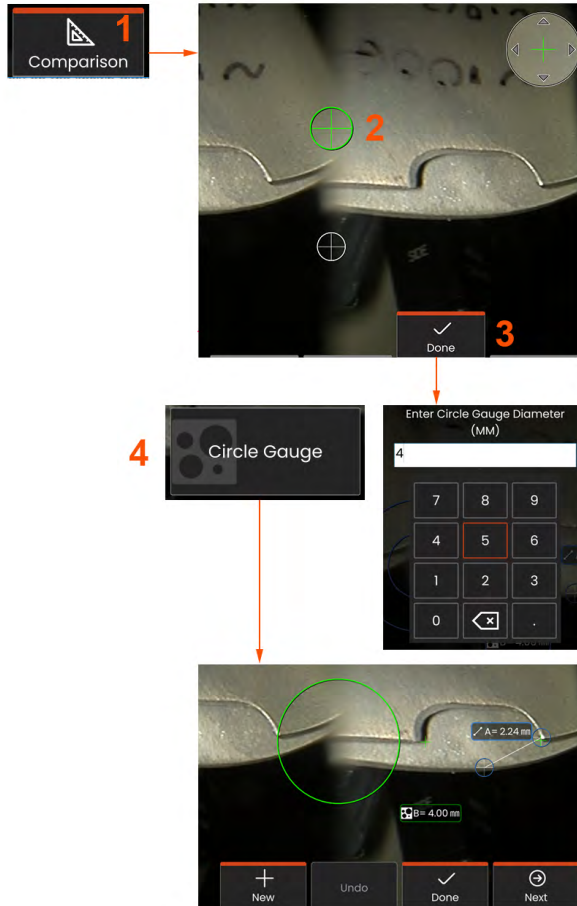 1
Comparison
2
Done
3
4
Circle Gauge
Enter Circle Gauge Diameter
(MM)
4
7 8 9
4 5 6
1 2 3
0 .
A= 2.24 mm
B= 4.00 mm
New
Undo
Done
Next